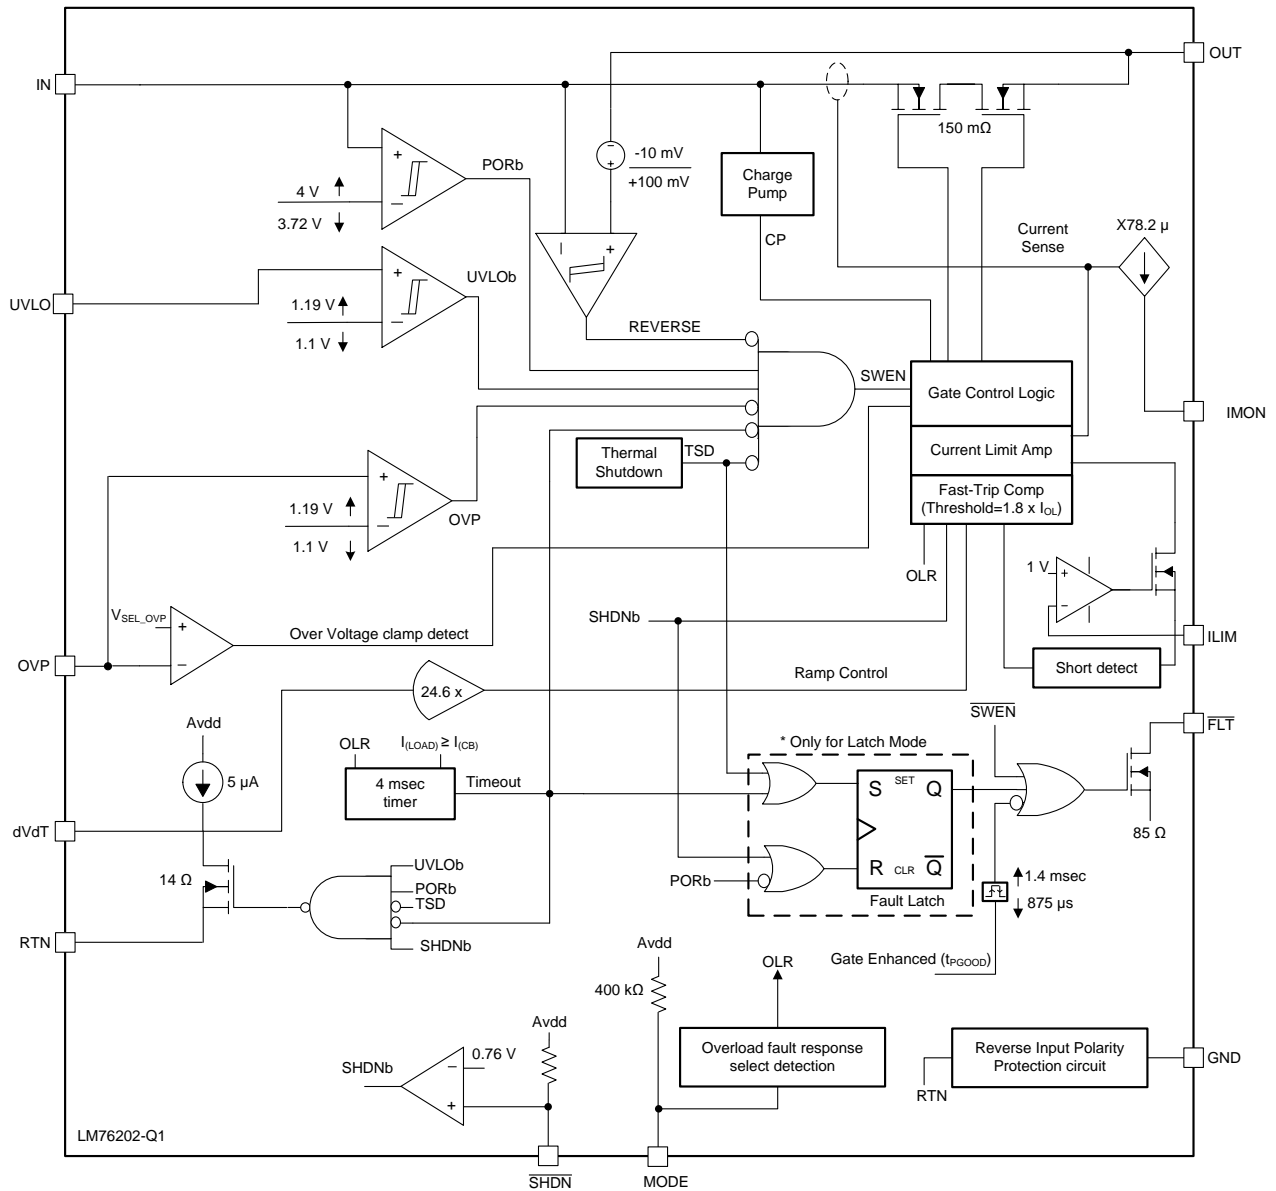 OUT
IN
150 mΩ
-10 mV
+100 mV
PORb
+
4 V
−
3.72 V
Charge
Pump
CP
Current
Sense
X78.2 µ
−
+
UVLO
UVLOb
+
1.19 V
−
1.1 V
REVERSE
SWEN
Gate Control Logic
Current Limit Amp
Fast-Trip Comp
(Threshold=1.8 x IOL)
IMON
Thermal
Shutdown
TSD
+
1.19 V
−
1.1 V
OVP
OLR
1 V
+
−
SHDNb
VSEL_OVP
+
−
Over Voltage clamp detect
OVP
ILIM
Short detect
Ramp Control
24.6 x
Avdd
5 µA
OLR
I(LOAD) ≥ I(CB)
4 msec
timer
Timeout
* Only for Latch Mode
S
SET
Q
R
CLR
Q̅
Fault Latch
PORb
S̅W̅E̅N̅
F̅L̅T̅
85 Ω
1.4 msec
875 µs
Gate Enhanced (tPGOOD)
dVdT
14 Ω
RTN
UVLOb
PORb
TSD
SHDNb
Avdd
400 kΩ
OLR
Overload fault response
select detection
Avdd
SHDNb
−
0.76 V
+
Reverse Input Polarity
Protection circuit
RTN
GND
LM76202-Q1
S̅H̅D̅N̅
MODE